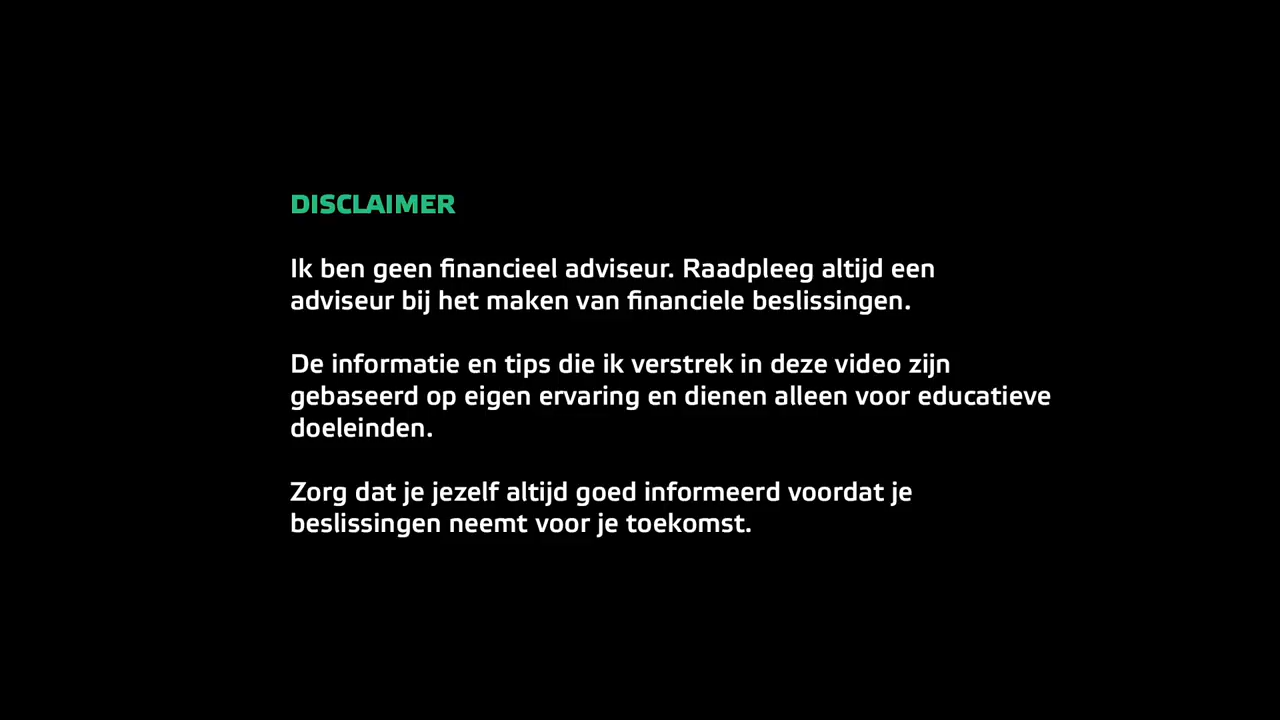 DISCLAIMER
Ik ben geen financieel adviseur. Raadpleeg altijd een
adviseur bij het maken van financiele beslissingen.
De informatie en tips die ik verstrek in deze video zijn
gebaseerd op eigen ervaring en dienen alleen voor educatieve
doeleinden.
Zorg dat je jezelf altijd goed informeerd voordat je
beslissingen neemt voor je toekomst.